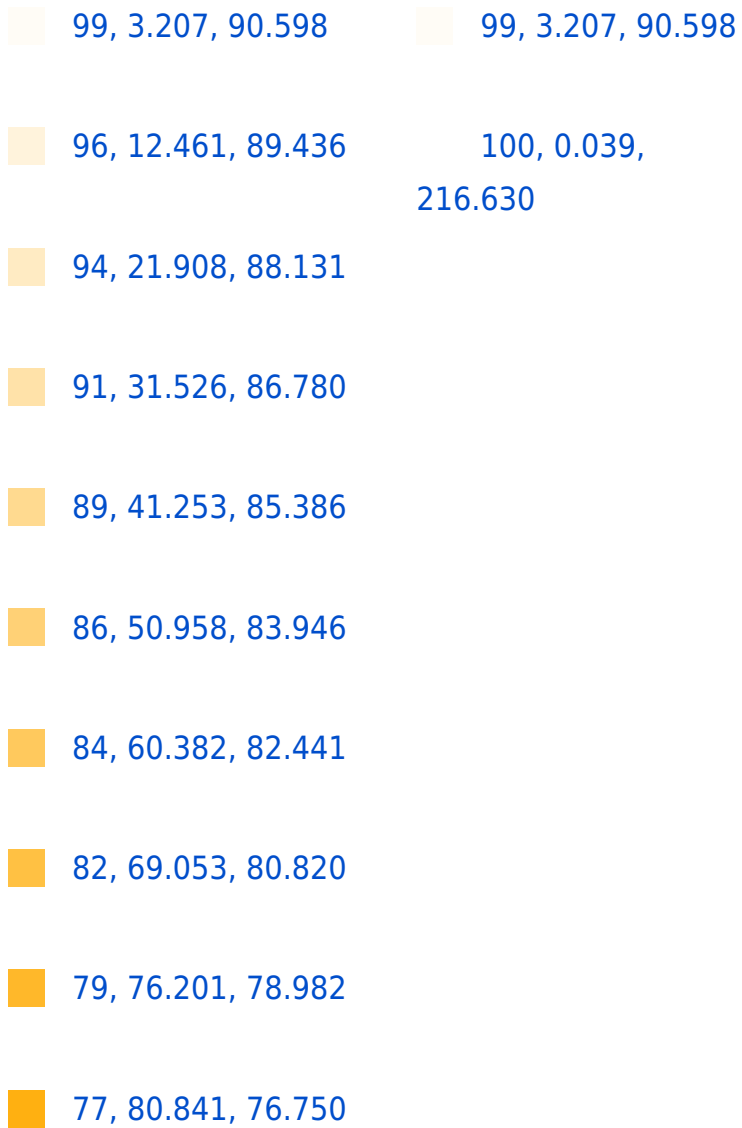 99, 3.207, 90.598
96, 12.461, 89.436
94, 21.908, 88.131
91, 31.526, 86.780
89, 41.253, 85.386
86, 50.958, 83.946
84, 60.382, 82.441
82, 69.053, 80.820
79, 76.201, 78.982
77, 80.841, 76.750
99, 3.207, 90.598
100, 0.039,
216.630